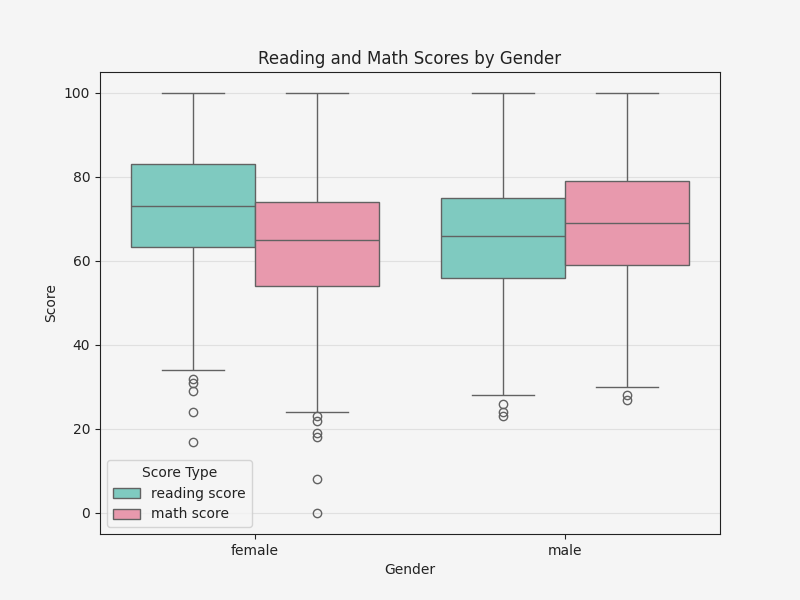 Reading and Math Scores by Gender
100
80
60
40
20
0
Score
Score Type
reading score
math score
female
male
Gender